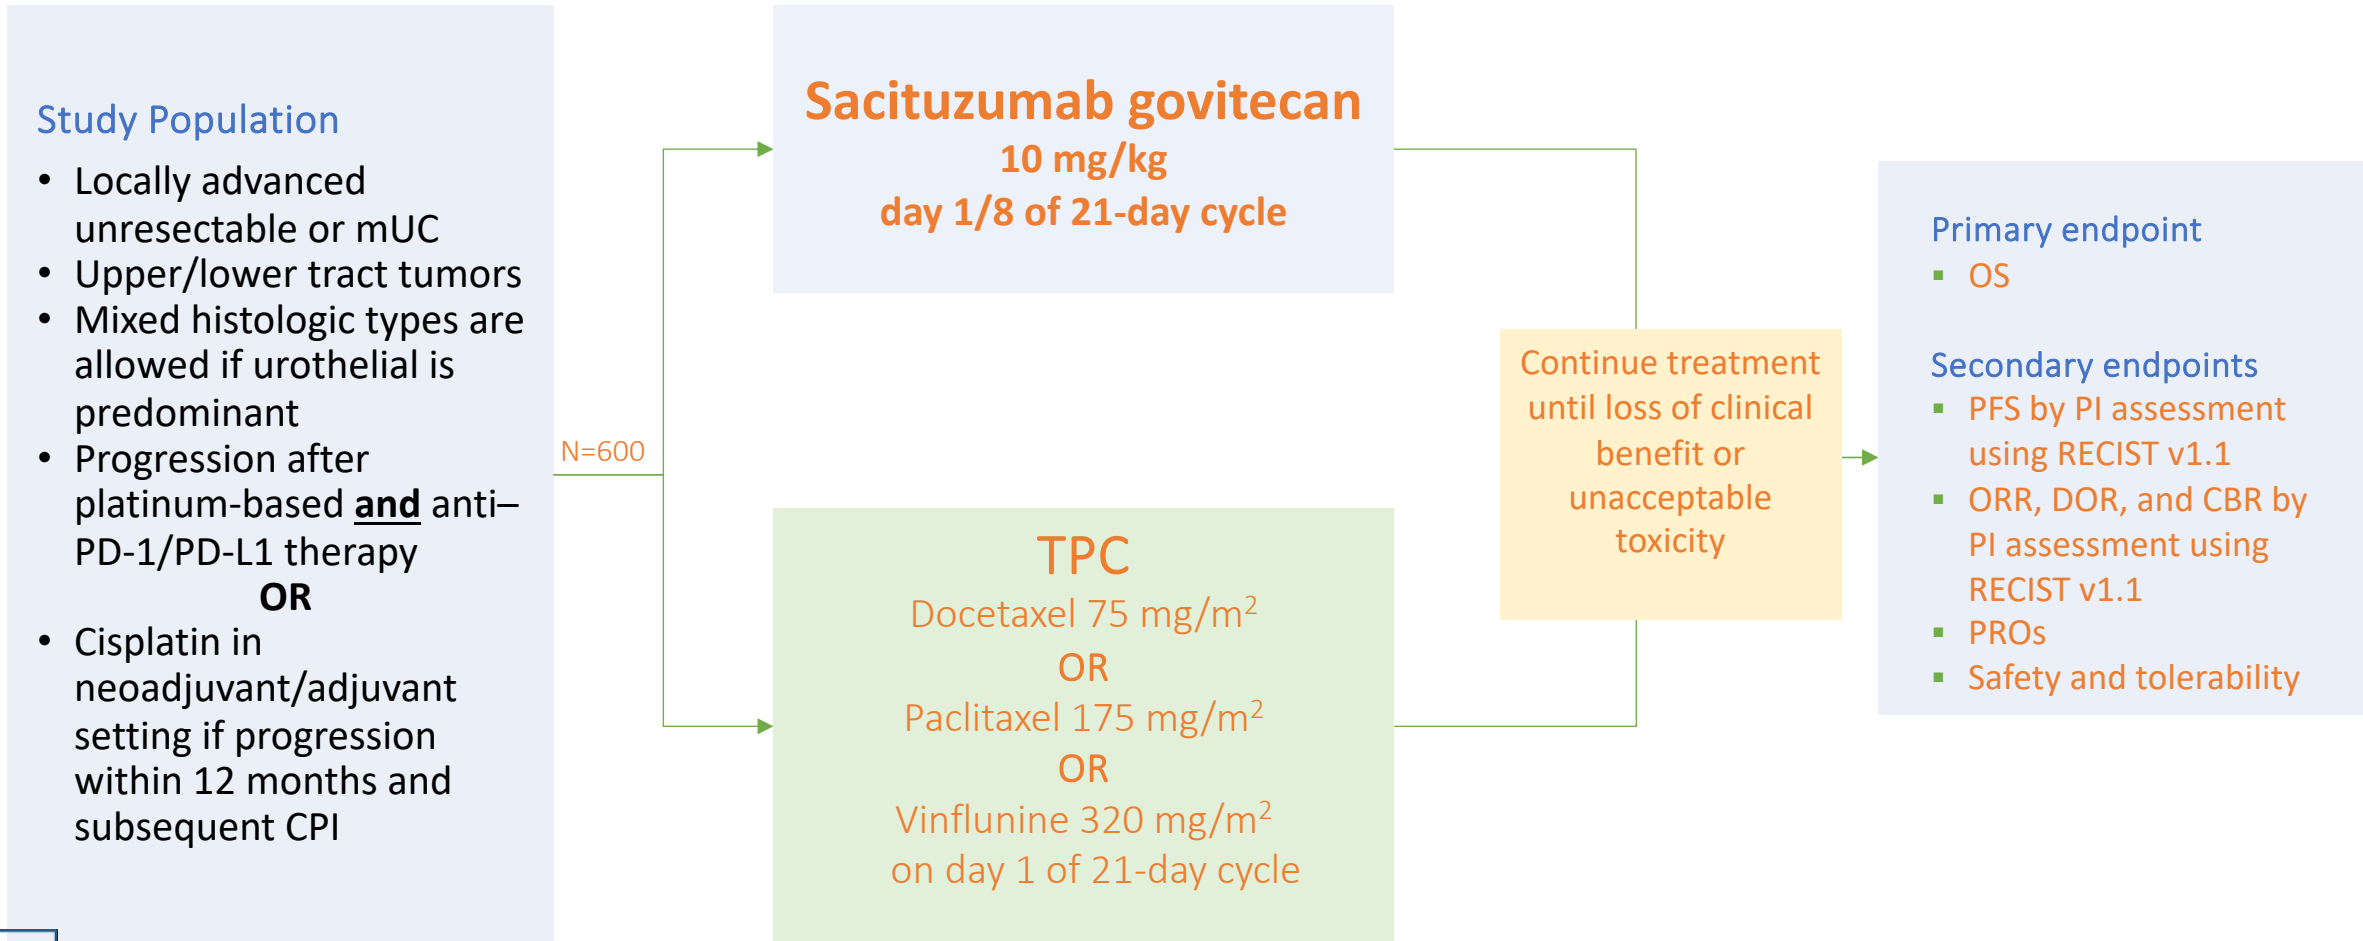 Study Population
• Locally advanced
unresectable or mUC
• Upper/lower tract tumors
• Mixed histologic types are
allowed if urothelial is
predominant
• Progression after
platinum-based and anti–
PD-1/PD-L1 therapy
OR
• Cisplatin in
neoadjuvant/adjuvant
setting if progression
within 12 months and
subsequent CPI
N=600
Sacituzumab govitecan
10 mg/kg
day 1/8 of 21-day cycle
TPC
Docetaxel 75 mg/m²
OR
Paclitaxel 175 mg/m²
OR
Vinflunine 320 mg/m²
on day 1 of 21-day cycle
Continue treatment
until loss of clinical
benefit or
unacceptable
toxicity
Primary endpoint
▪ OS
Secondary endpoints
▪ PFS by PI assessment
using RECIST v1.1
▪ ORR, DOR, and CBR by
PI assessment using
RECIST v1.1
▪ PROs
▪ Safety and tolerability